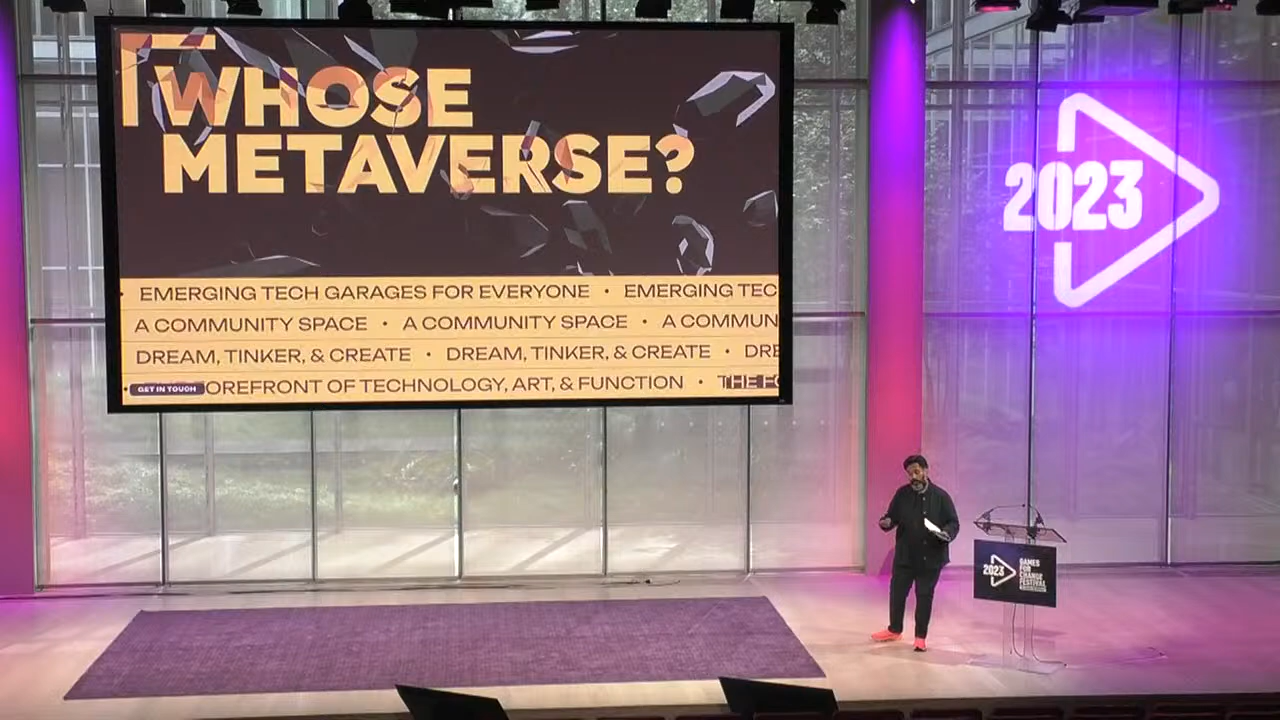 WHOSE
METAVERSE?
EMERGING TECH GARAGES FOR EVERYONE • EMERGING TEC
A COMMUNITY SPACE • A COMMUNITY SPACE • A COMMUN
DREAM, TINKER, & CREATE • DREAM, TINKER, & CREATE • DRE
GET IN TOUCH OREFRONT OF TECHNOLOGY, ART, & FUNCTION • THE FO
2023
2023
GAMES
FOR
CHANGE
FESTIVAL